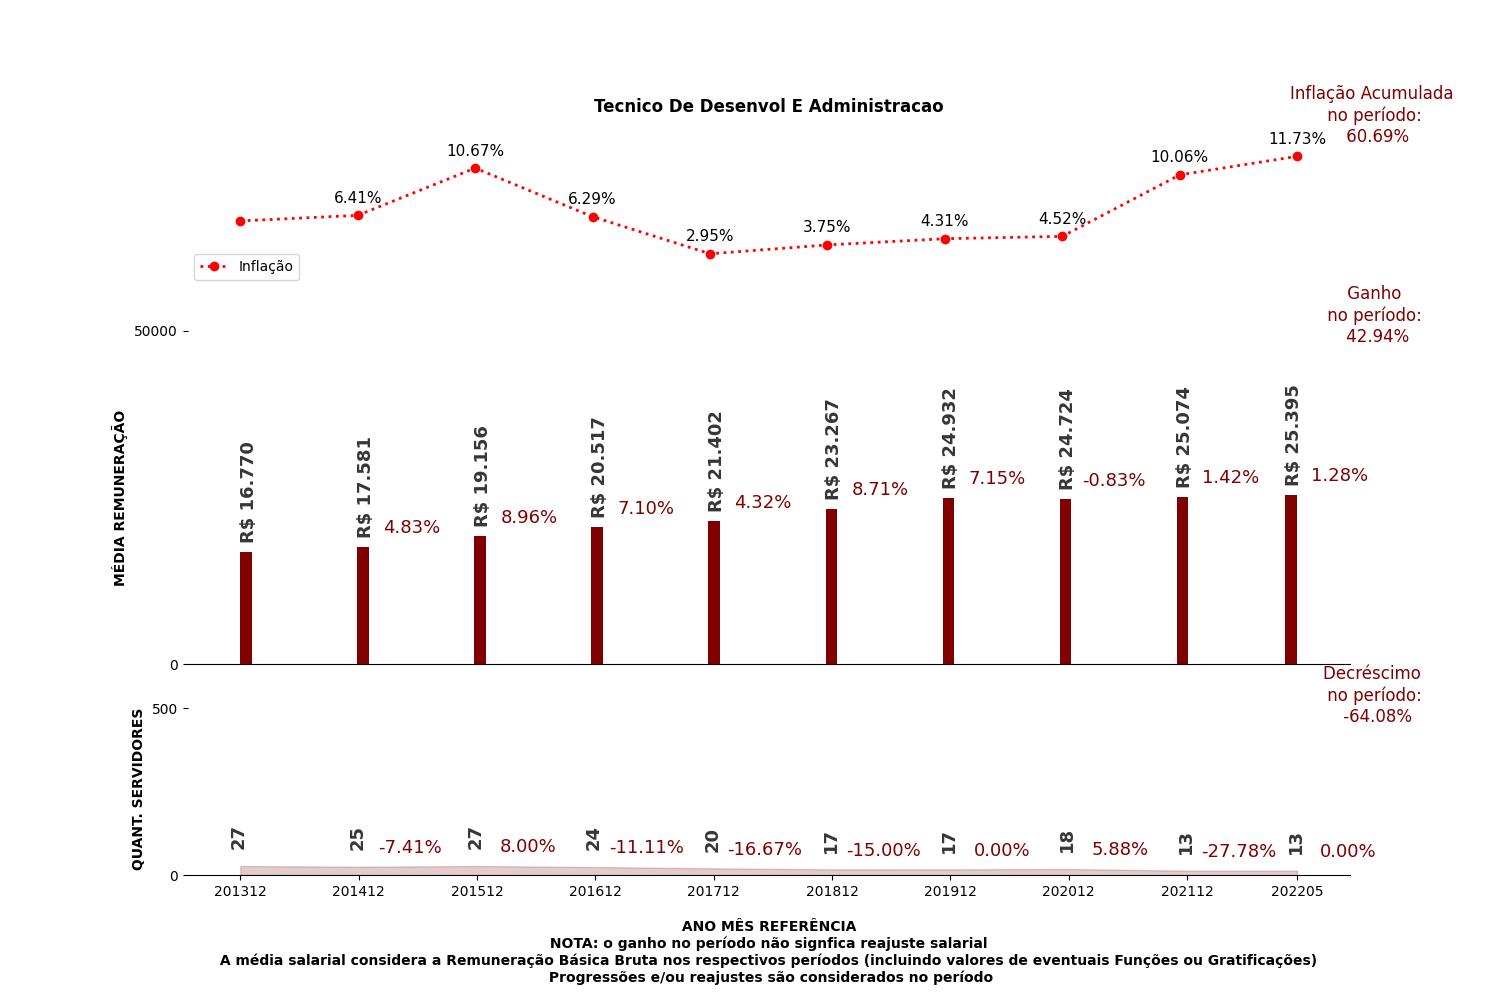 Tecnico De Desenvol E Administracao
Inflação Acumulada
no período:
60.69%
6.41%
10.67%
6.29%
2.95%
3.75%
4.31%
4.52%
10.06%
11.73%
Inflação
Ganho
no período:
42.94%
50000
0
MÉDIA REMUNERAÇÃO
R$ 16.770
R$ 17.581
4.83%
R$ 19.156
8.96%
R$ 20.517
7.10%
R$ 21.402
4.32%
R$ 23.267
8.71%
R$ 24.932
7.15%
R$ 24.724
-0.83%
R$ 25.074
1.42%
R$ 25.395
1.28%
Decréscimo
no período:
-64.08%
500
0
QUANT. SERVIDORES
27
25
-7.41%
27
8.00%
24
-11.11%
20
-16.67%
17
-15.00%
17
0.00%
18
5.88%
13
-27.78%
13
0.00%
201312
201412
201512
201612
201712
201812
201912
202012
202112
202205
ANO MÊS REFERÊNCIA
NOTA: o ganho no período não signfica reajuste salarial
A média salarial considera a Remuneração Básica Bruta nos respectivos períodos (incluindo valores de eventuais Funções ou Gratificações)
Progressões e/ou reajustes são considerados no período